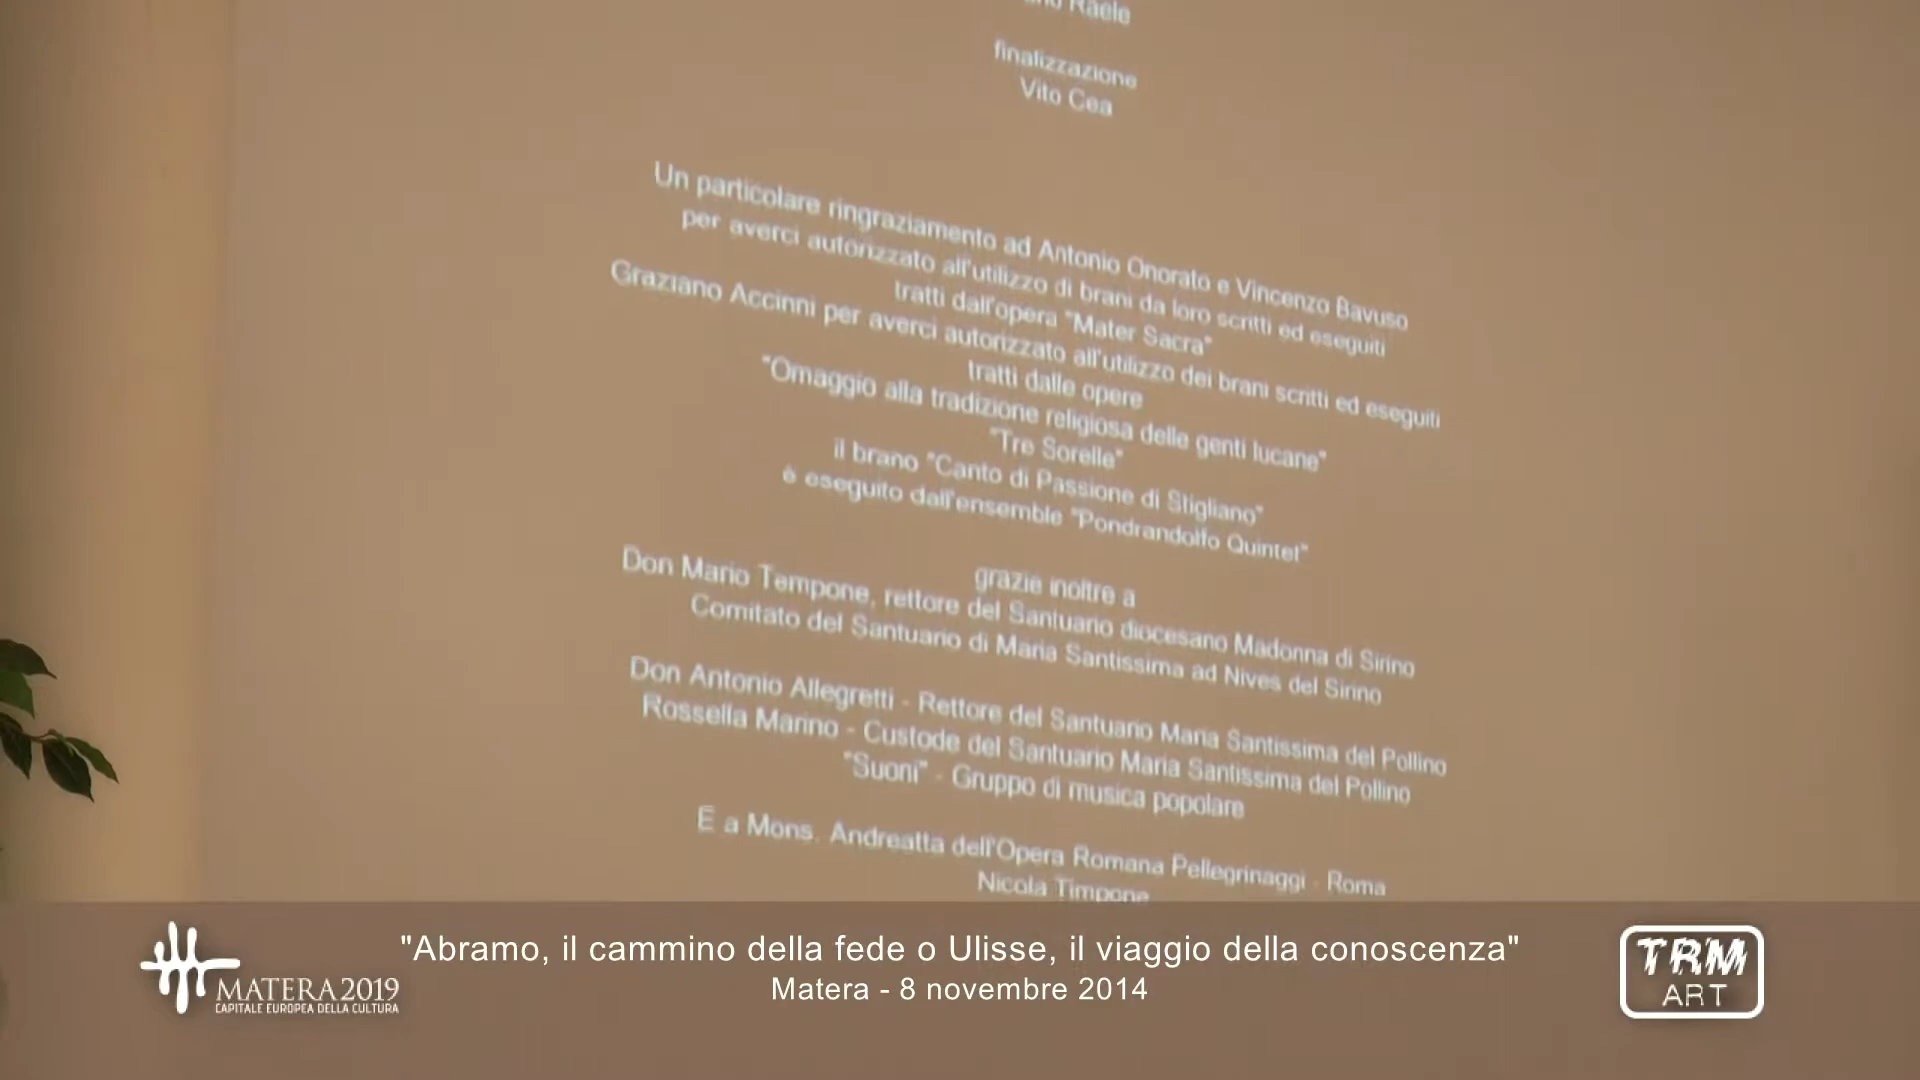 Raele
finalizzazione
Vito Cea
Un particolare ringraziamento ad Antonio Onorato e Vincenzo Bavuso
per averci autorizzato all'utilizzo di brani da loro scritti ed eseguiti
tratti dall'opera "Mater Sacra"
Graziano Accinni per averci autorizzato all'utilizzo dei brani scritti ed eseguiti
tratti dalle opere
"Omaggio alla tradizione religiosa delle genti lucane"
"Tre Sorelle"
il brano "Canto di Passione di Stigliano"
è eseguito dall'ensemble "Pondrandolfo Quintet"
grazie inoltre a
Don Mario Tempone, rettore del Santuario diocesano Madonna di Sirino
Comitato del Santuario di Maria Santissima ad Nives del Sirino
Don Antonio Allegretti - Rettore del Santuario Maria Santissima del Pollino
Rossella Marino - Custode del Santuario Maria Santissima del Pollino
"Suoni" - Gruppo di musica popolare
E a Mons. Andreatta dell'Opera Romana Pellegrinaggi - Roma
Nicola Timpone
"Abramo, il cammino della fede o Ulisse, il viaggio della conoscenza"
Matera - 8 novembre 2014
MATERA 2019
CAPITALE EUROPEA DELLA CULTURA
TRM
ART